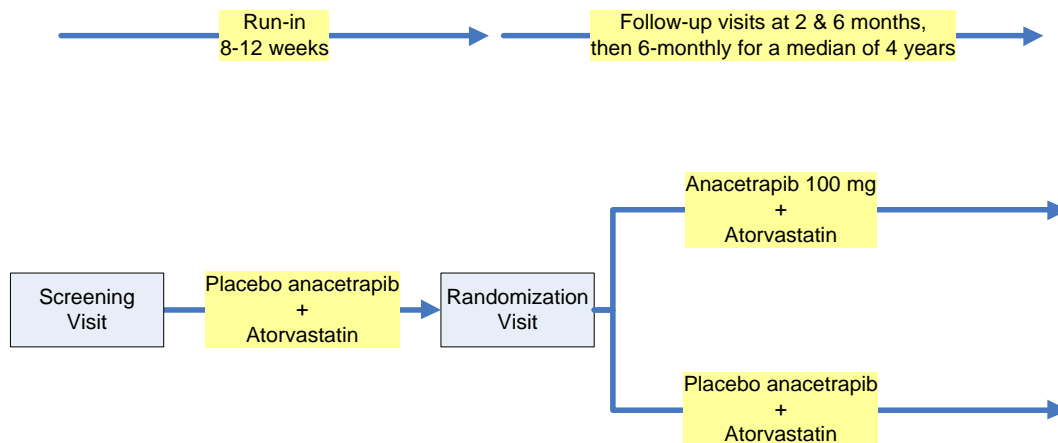 Run-in
8-12 weeks
Follow-up visits at 2 & 6 months,
then 6-monthly for a median of 4 years
Anacetrapib 100 mg
+
Atorvastatin
Screening
Visit
Placebo anacetrapib
+
Atorvastatin
Randomization
Visit
Placebo anacetrapib
+
Atorvastatin